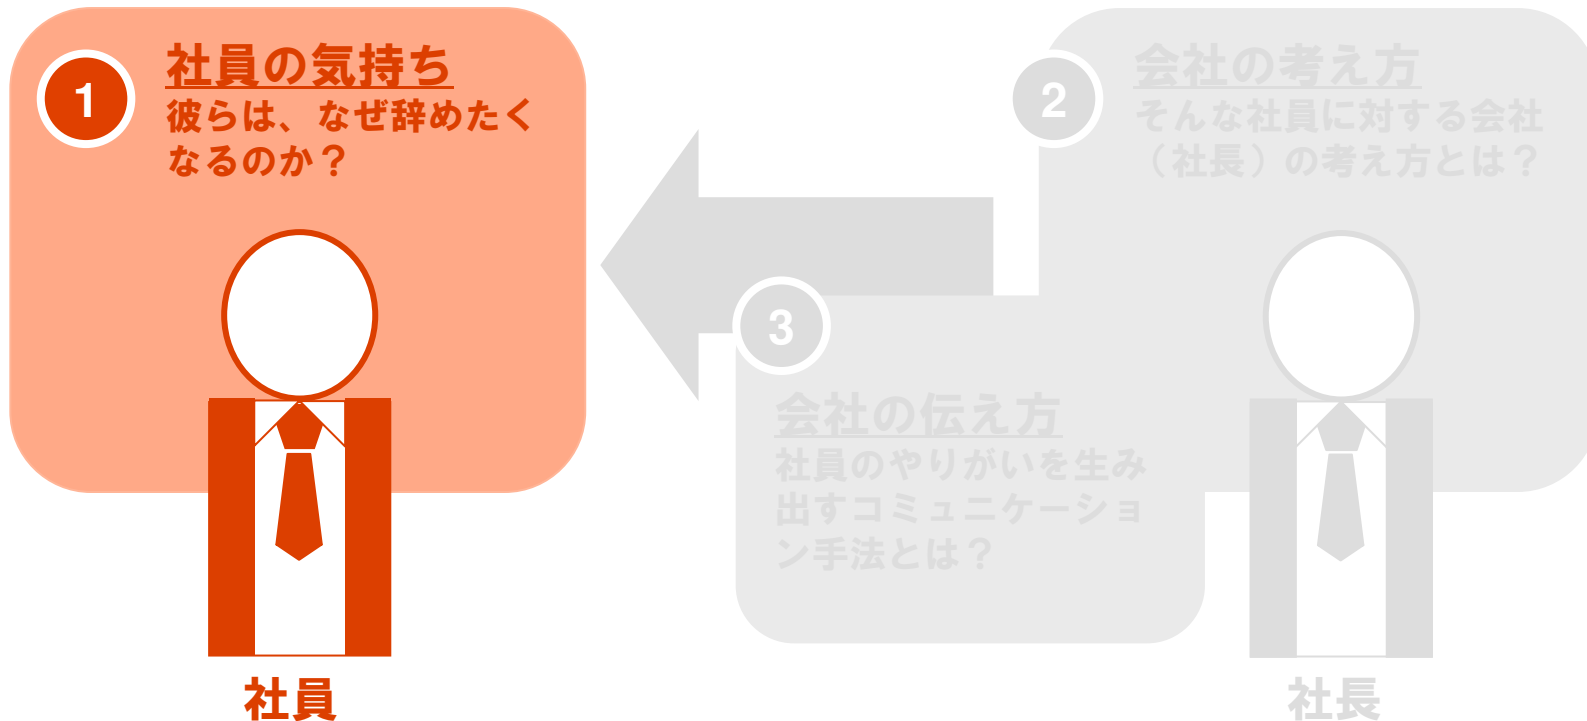 1
社員の気持ち
彼らは、なぜ辞めたく
なるのか？
社員
2
会社の考え方
そんな社員に対する会社
（社長）の考え方とは？
3
会社の伝え方
社員のやりがいを生み
出すコミュニケーショ
ン手法とは？
社長